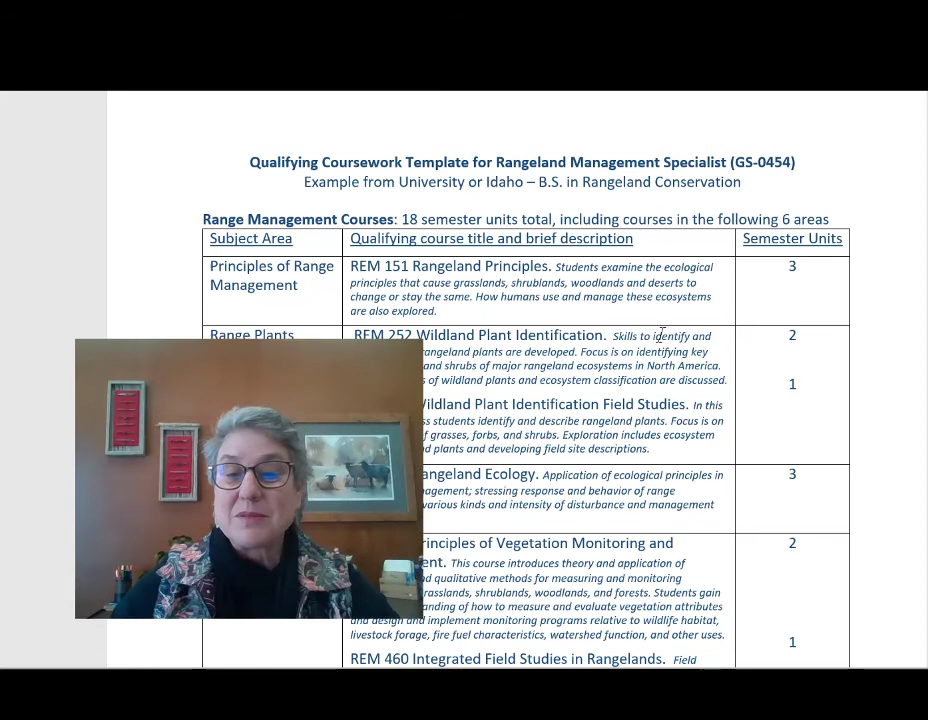 Qualifying Coursework Template for Rangeland Management Specialist (GS-0454)
Example from University or Idaho – B.S. in Rangeland Conservation
Range Management Courses: 18 semester units total, including courses in the following 6 areas
Subject Area Qualifying course title and brief description Semester Units
Principles of Range
Management
REM 151 Rangeland Principles. Students examine the ecological
principles that cause grasslands, shrublands, woodlands and deserts to
change or stay the same. How humans use and manage these ecosystems
are also explored.
3
Range Plants
REM 252 Wildland Plant Identification. Skills to identify and
rangeland plants are developed. Focus is on identifying key
and shrubs of major rangeland ecosystems in North America.
of wildland plants and ecosystem classification are discussed.
2
1
Wildland Plant Identification Field Studies. In this
students identify and describe rangeland plants. Focus is on
of grasses, forbs, and shrubs. Exploration includes ecosystem
plants and developing field site descriptions.
Rangeland Ecology. Application of ecological principles in
stressing response and behavior of range
various kinds and intensity of disturbance and management
3
Principles of Vegetation Monitoring and
This course introduces theory and application of
qualitative methods for measuring and monitoring
grasslands, shrublands, woodlands, and forests. Students gain
of how to measure and evaluate vegetation attributes
and design and implement monitoring programs relative to wildlife habitat,
livestock forage, fire fuel characteristics, watershed function, and other uses.
2
REM 460 Integrated Field Studies in Rangelands. Field
1